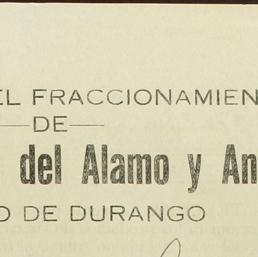 EL FRACCIONAMIEN
—DE—
del Alamo y An
O DE DURANGO